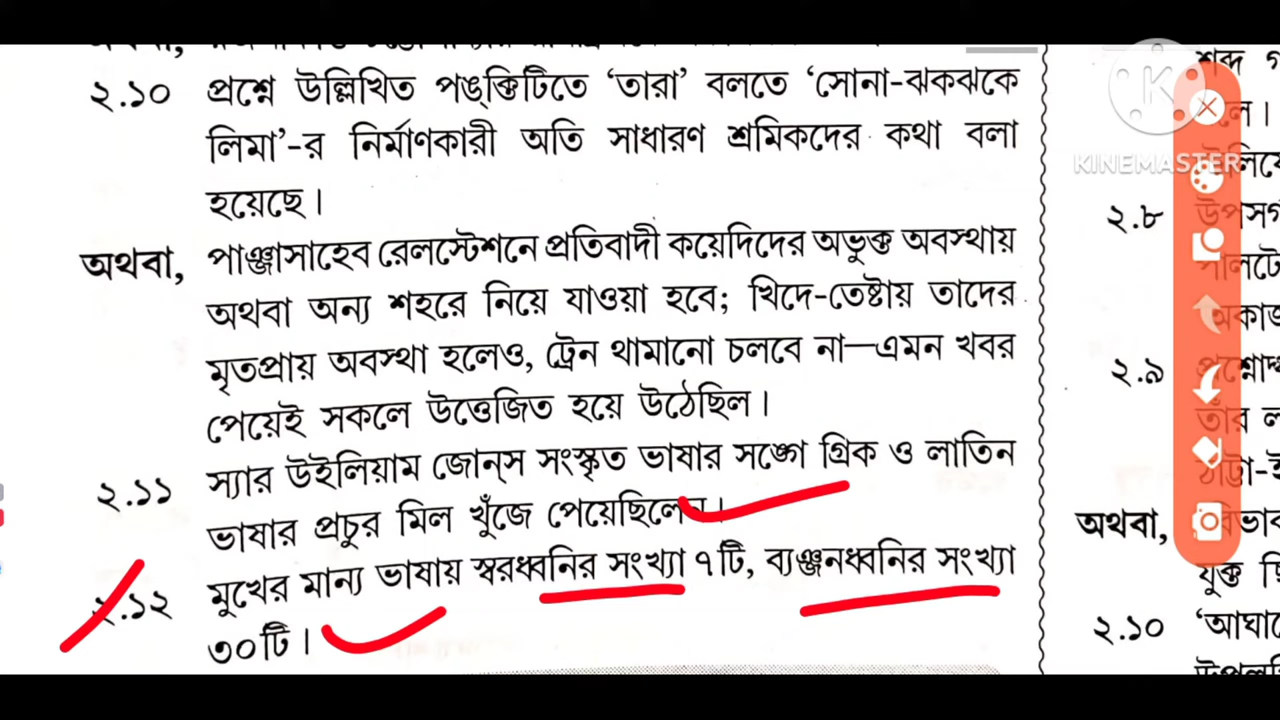 ২.১০ প্রশ্নে উল্লিখিত পঙ্‌ক্তিটিতে ‘তারা’ বলতে ‘সোনা-ঝকঝকে
লিমা’-র নির্মাণকারী অতি সাধারণ শ্রমিকদের কথা বলা
হয়েছে।
অথবা, পাঞ্জাসাহেব রেলস্টেশনে প্রতিবাদী কয়েদিদের অভুক্ত অবস্থায়
অথবা অন্য শহরে নিয়ে যাওয়া হবে; খিদে-তেষ্টায় তাদের
মৃতপ্রায় অবস্থা হলেও, ট্রেন থামানো চলবে না—এমন খবর
পেয়েই সকলে উত্তেজিত হয়ে উঠেছিল।
২.১১ স্যার উইলিয়াম জোন্‌স সংস্কৃত ভাষার সঙ্গে গ্রিক ও লাতিন
ভাষার প্রচুর মিল খুঁজে পেয়েছিলেন।
২.১২ মুখের মান্য ভাষায় স্বরধ্বনির সংখ্যা ৭টি, ব্যঞ্জনধ্বনির সংখ্যা
৩০টি।
শব্দ
২.৮
২.৯
অথবা,
যুক্ত
২.১০
KINEMASTER